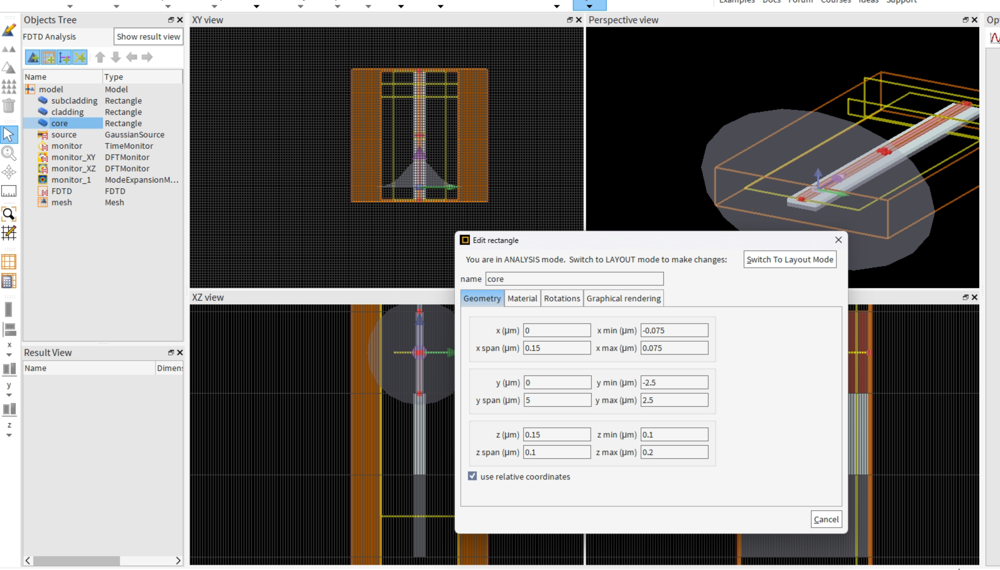 Examples Docs Forum Courses Ideas Support
Objects Tree
FDTD Analysis
Show result view
Name Type
model Model
subcladding Rectangle
cladding Rectangle
core Rectangle
source GaussianSource
monitor TimeMonitor
monitor_XY DFTMonitor
monitor_XZ DFTMonitor
monitor_1 ModeExpansionM...
FDTD FDTD
mesh Mesh
x
y
z
Result View
Name Dimens
XY view
Perspective view
XZ view
Edit rectangle
You are in ANALYSIS mode. Switch to LAYOUT mode to make changes:
Switch To Layout Mode
name core
Geometry Material Rotations Graphical rendering
x (µm) 0 x min (µm) -0.075
x span (µm) 0.15 x max (µm) 0.075
y (µm) 0 y min (µm) -2.5
y span (µm) 5 y max (µm) 2.5
z (µm) 0.15 z min (µm) 0.1
z span (µm) 0.1 z max (µm) 0.2
use relative coordinates
Cancel